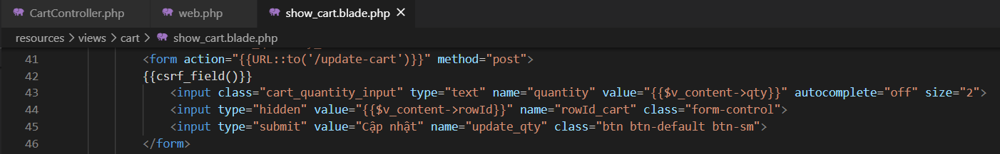 CartController.php web.php show_cart.blade.php
resources > views > cart > show_cart.blade.php
41 <form action="{{URL::to('/update-cart')}}" method="post">
42 {{csrf_field()}}
43 <input class="cart_quantity_input" type="text" name="quantity" value="{{$v_content->qty}}" autocomplete="off" size="2">
44 <input type="hidden" value="{{$v_content->rowId}}" name="rowId_cart" class="form-control">
45 <input type="submit" value="Cập nhật" name="update_qty" class="btn btn-default btn-sm">
46 </form>